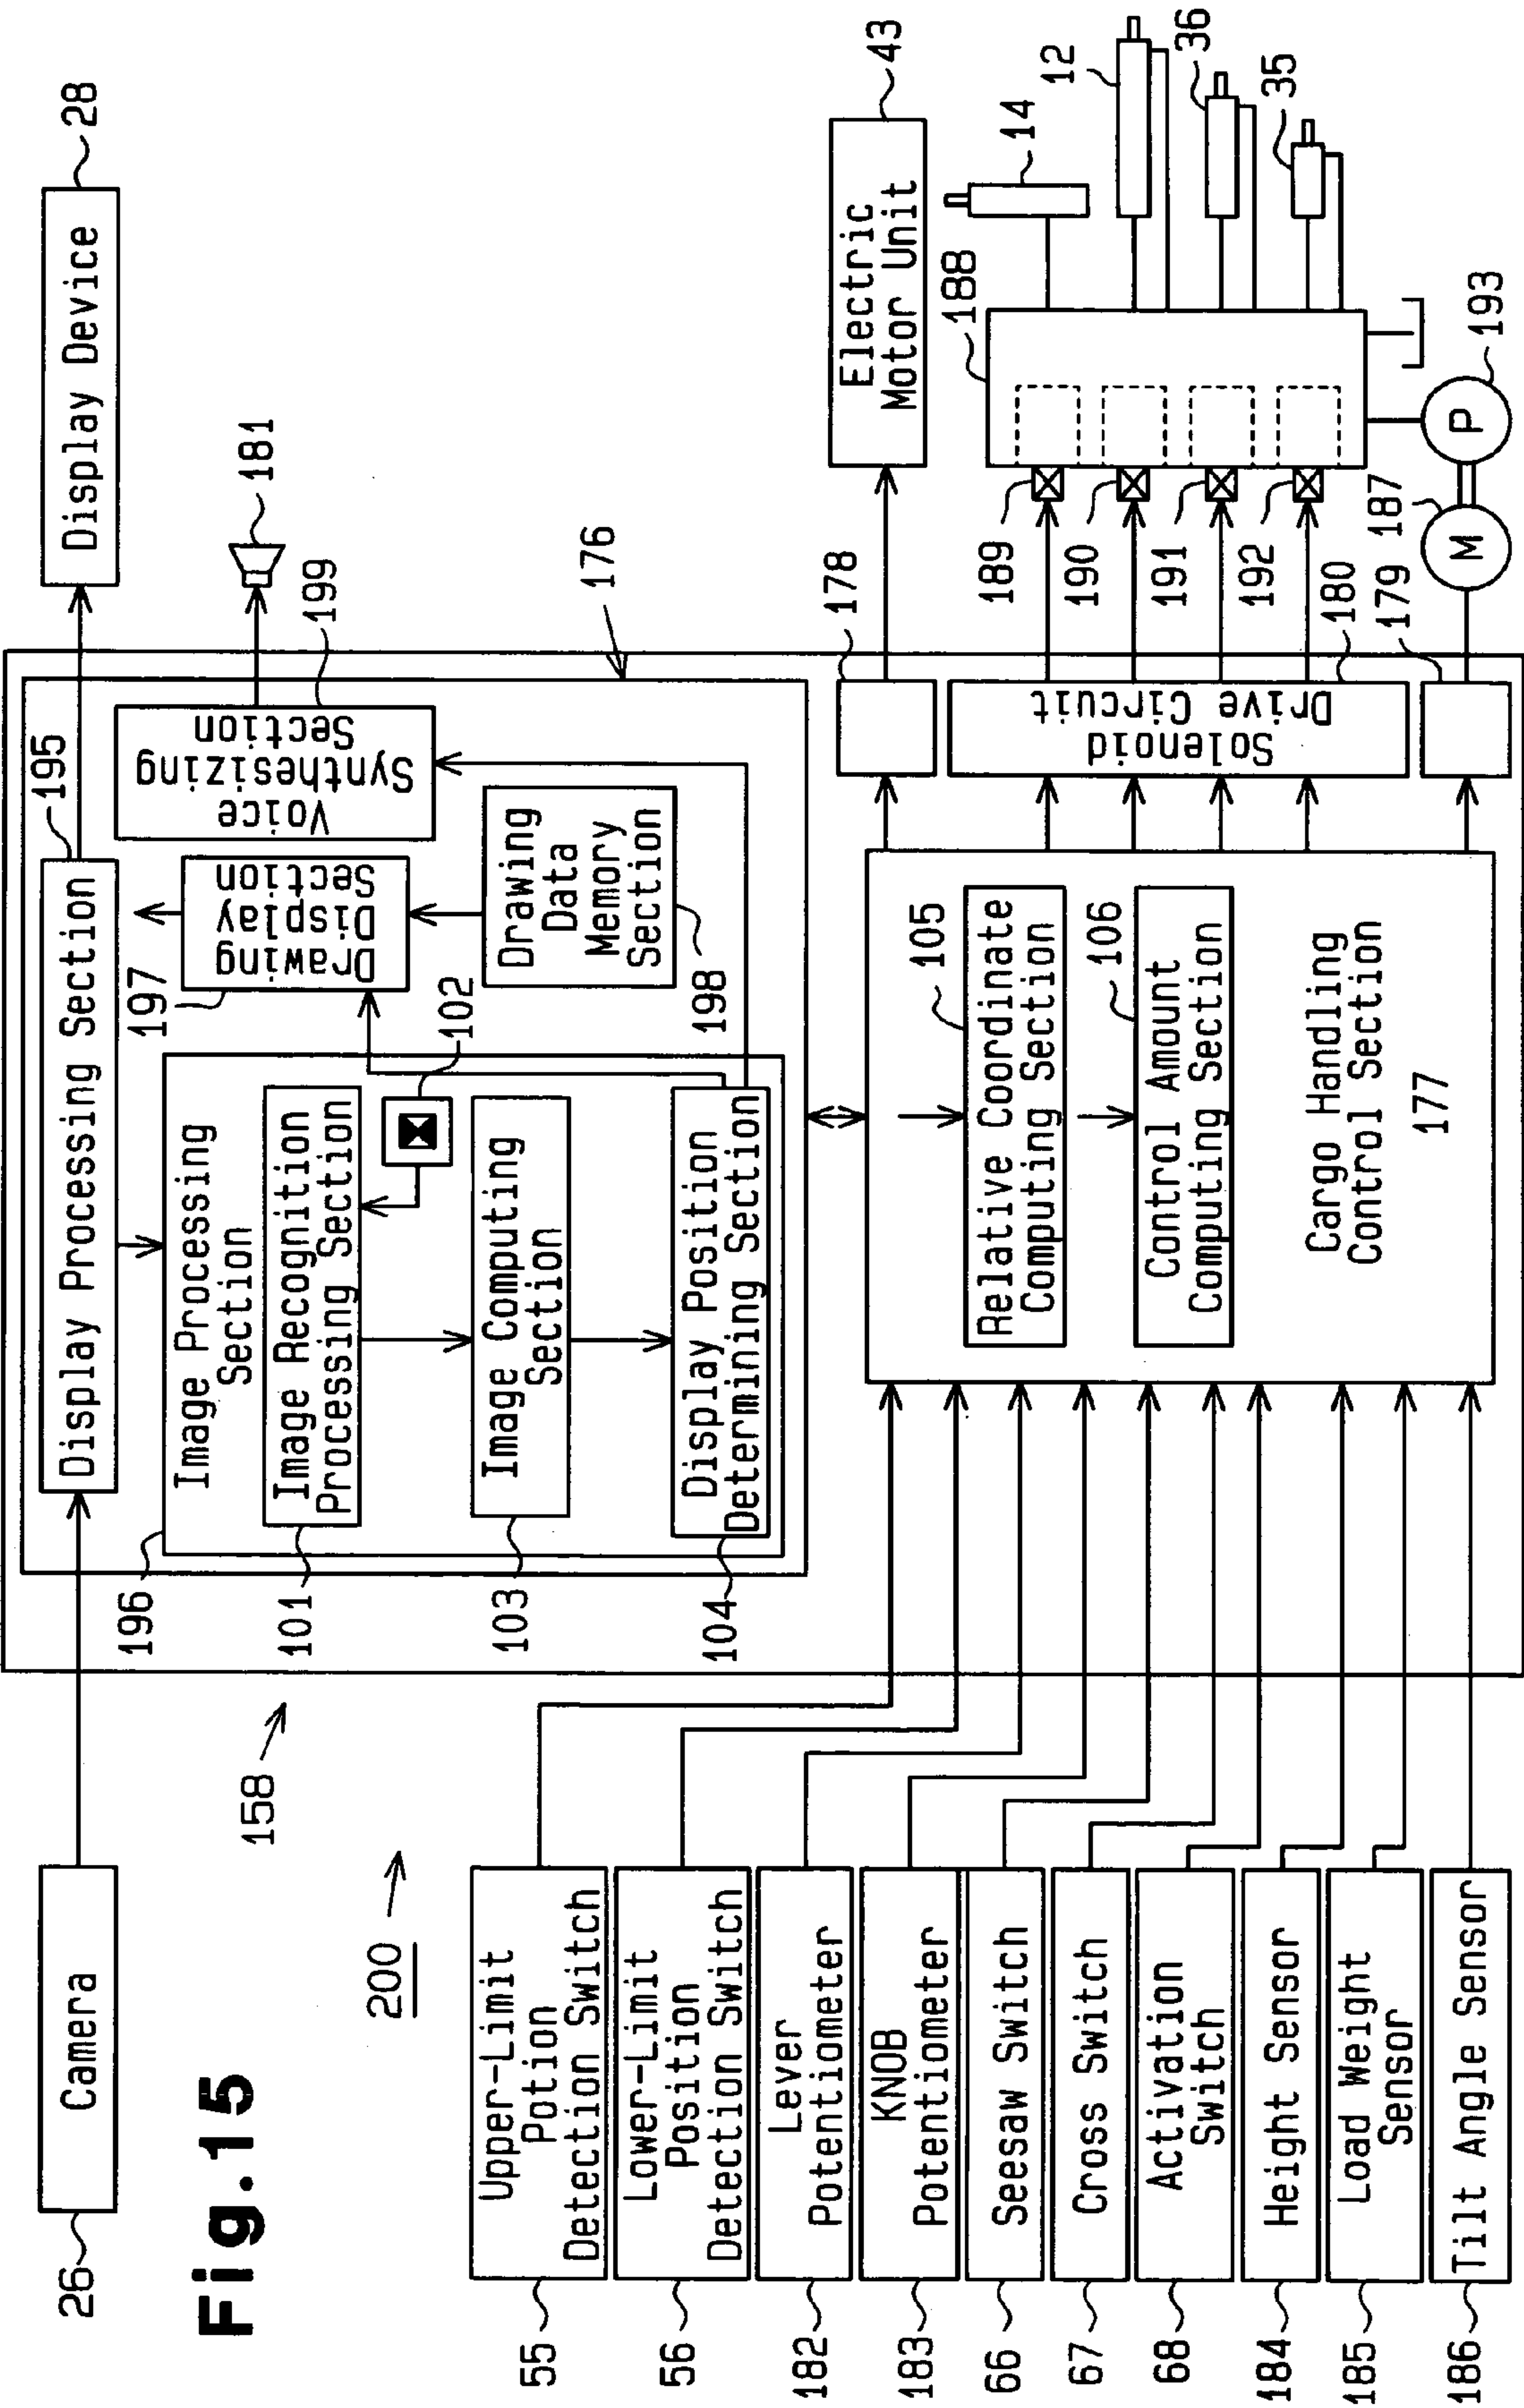 Fig.15
26
Camera
158
200
28
Display Device
181
176
195
Display Processing Section
199
Voice
Synthesizing
Section
197
Drawing
Display
Section
Drawing
Data
Memory
Section
198
196
Image Processing
Section
101
Image Recognition
Processing Section
102
103
Image Computing
Section
104
Display Position
Determining Section
55
Upper-Limit
Potion
Detection Switch
56
Lower-Limit
Position
Detection Switch
182
Lever
Potentiometer
183
KNOB
Potentiometer
66
Seesaw Switch
67
Cross Switch
68
Activation
Switch
184
Height Sensor
185
Load Weight
Sensor
186
Tilt Angle Sensor
105
Relative Coordinate
Computing Section
106
Control Amount
Computing Section
Cargo Handling
Control Section
177
178
Solenoid
Drive Circuit
180
179
43
Electric
Motor Unit
188
14
12
36
35
189
190
191
192
187
M
P
193